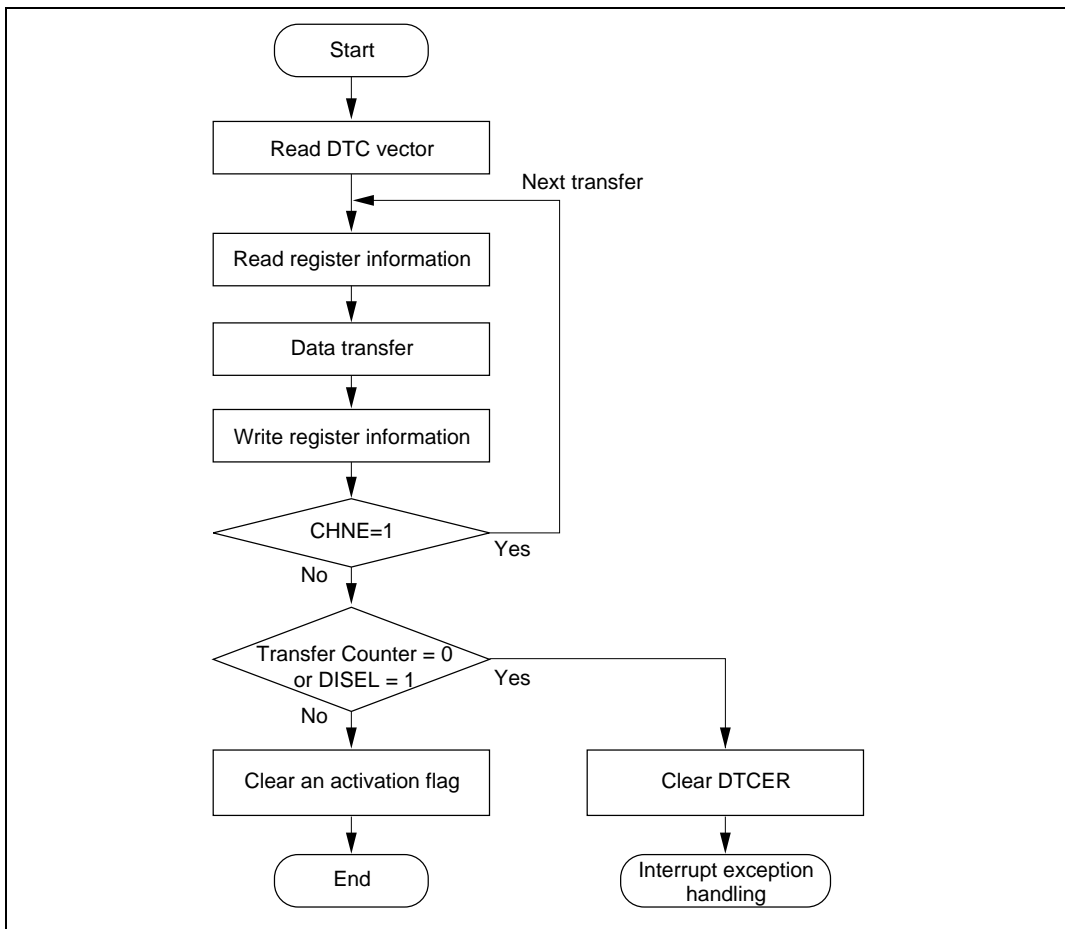 Start
Read DTC vector
Next transfer
Read register information
Data transfer
Write register information
CHNE=1
Yes
No
Transfer Counter = 0
or DISEL = 1
Yes
No
Clear an activation flag
Clear DTCER
End
Interrupt exception
handling